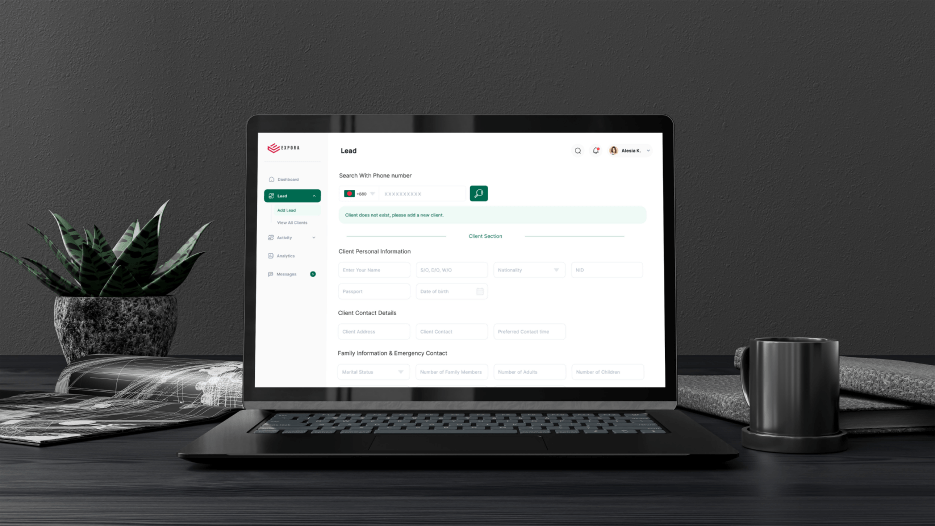 EXPORA
Lead
Alesia K.
Dashboard
Lead
Add Lead
View All Clients
Activity
Analytics
Messages
Search With Phone number
+880
XXXXXXXXXX
Client does not exist, please add a new client.
Client Section
Client Personal Information
Enter Your Name
S/O, D/O, W/O
Nationality
NID
Passport
Date of birth
Client Contact Details
Client Address
Client Contact
Preferred Contact time
Family Information & Emergency Contact
Marital Status
Number of Family Members
Number of Adults
Number of Children